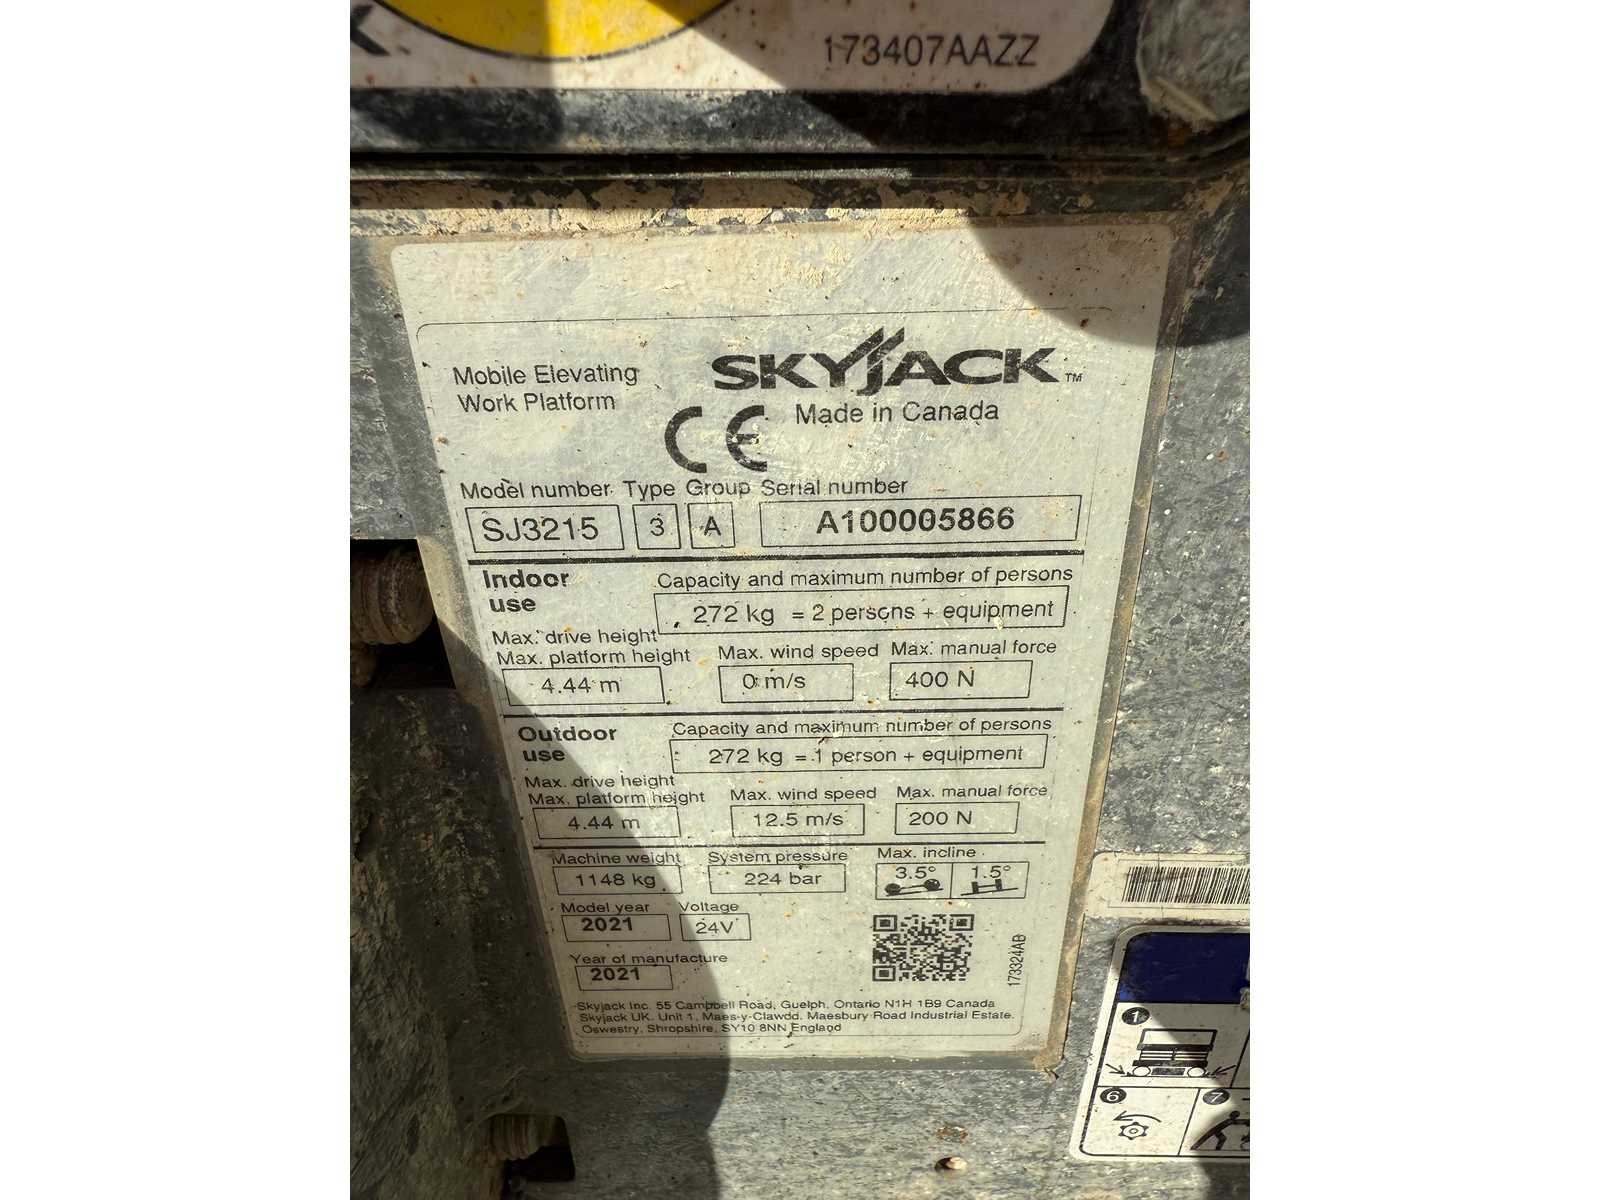 173407AAZZ
Mobile Elevating
Work Platform
SKYJACK™
Made in Canada
CE
Model number Type Group Serial number
SJ3215 3 A A100005866
Indoor
use
Capacity and maximum number of persons
272 kg = 2 persons + equipment
Max. drive height
Max. platform height Max. wind speed Max. manual force
4.44 m 0 m/s 400 N
Outdoor
use
Capacity and maximum number of persons
272 kg = 1 person + equipment
Max. drive height
Max. platform height Max. wind speed Max. manual force
4.44 m 12.5 m/s 200 N
Machine weight System pressure Max. incline
1148 kg 224 bar 3.5° 1.5°
Model year Voltage
2021 24V
Year of manufacture
2021
173324AB
Skyjack Inc. 55 Campbell Road, Guelph, Ontario N1H 1B9 Canada
Skyjack UK. Unit 1, Maes-y-Clawdd, Maesbury Road Industrial Estate.
Oswestry, Shropshire, SY10 8NN England
1
6 7